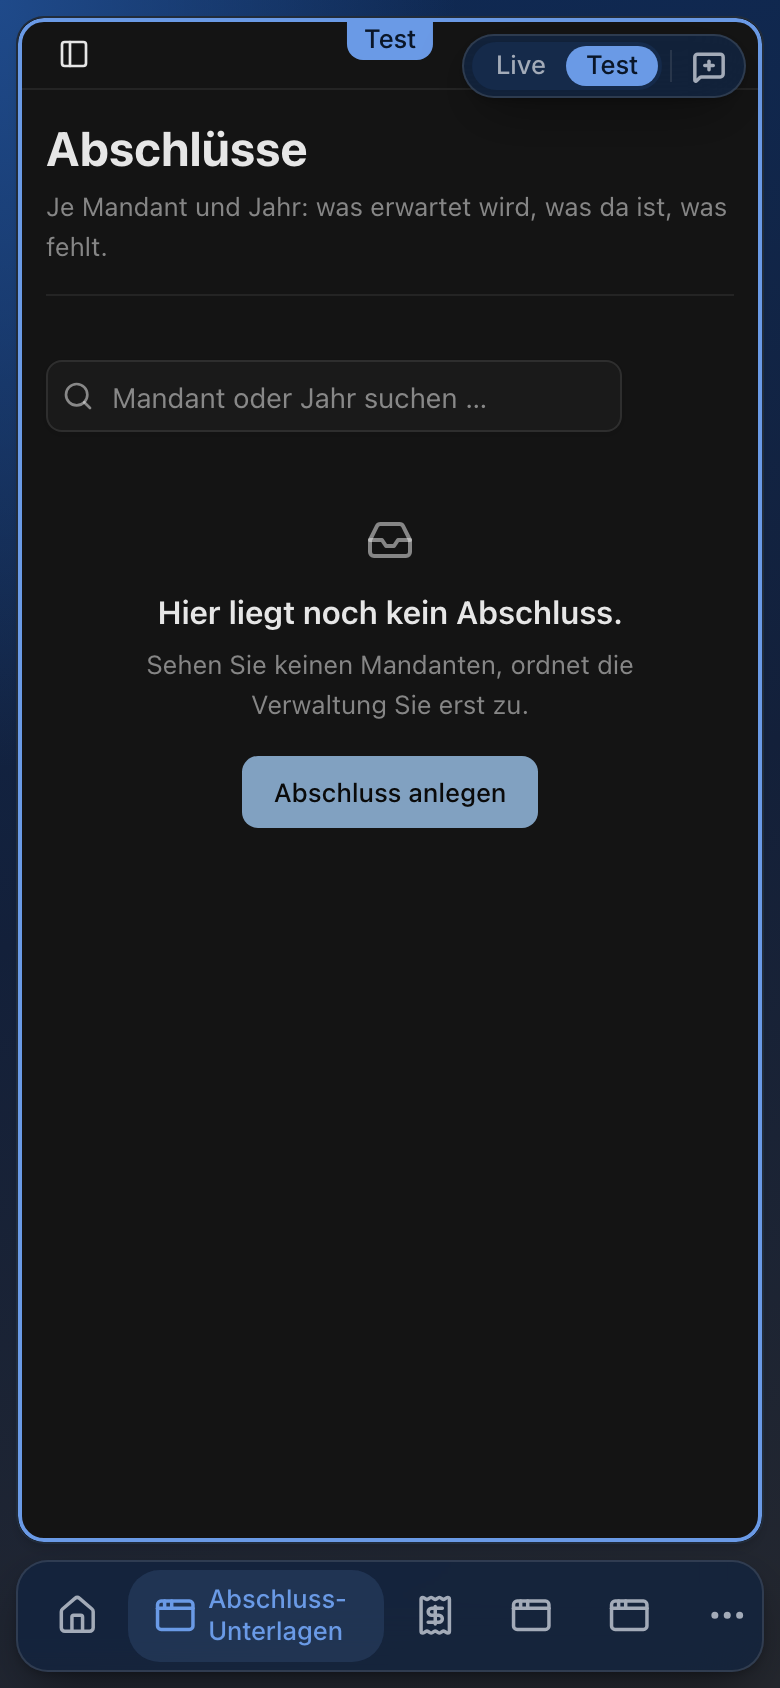 Test
Live
Test
Abschlüsse
Je Mandant und Jahr: was erwartet wird, was da ist, was
fehlt.
Mandant oder Jahr suchen ...
Hier liegt noch kein Abschluss.
Sehen Sie keinen Mandanten, ordnet die
Verwaltung Sie erst zu.
Abschluss anlegen
Abschluss-
Unterlagen